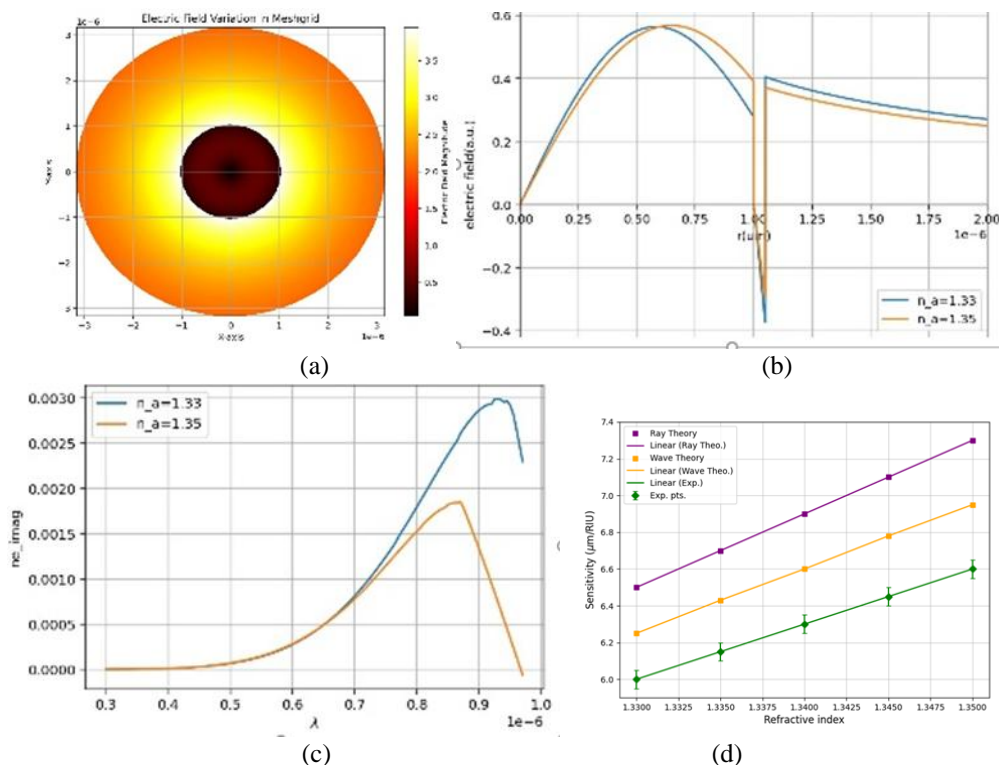 1e-6
Electric Field Variation in Meshgrid
3
2
1
0
-1
-2
3
Y-axis
-3
-2
-1
0
1
2
3
X-axis
1e-6
3.5
3.0
2.5
2.0
1.5
1.0
0.5
Electric Field Magnitude
(a)
0.6
0.4
0.2
0.0
−0.2
−0.4
electric field(a.u.)
0.00
0.25
0.50
0.75
1.00
1.25
1.50
1.75
2.00
r(um)
1e-6
n_a=1.33
n_a=1.35
(b)
n_a=1.33
n_a=1.35
0.0030
0.0025
0.0020
0.0015
0.0010
0.0005
0.0000
ne_imag
0.3
0.4
0.5
0.6
0.7
0.8
0.9
1.0
λ
1e-6
(c)
Ray Theory
Linear (Ray Theo.)
Wave Theory
Linear (Wave Theo.)
Linear (Exp.)
Exp. pts.
7.4
7.2
7.0
6.8
6.6
6.4
6.2
6.0
Sensitivity (μm/RIU)
1.3300
1.3325
1.3350
1.3375
1.3400
1.3425
1.3450
1.3475
1.3500
Refractive index
(d)